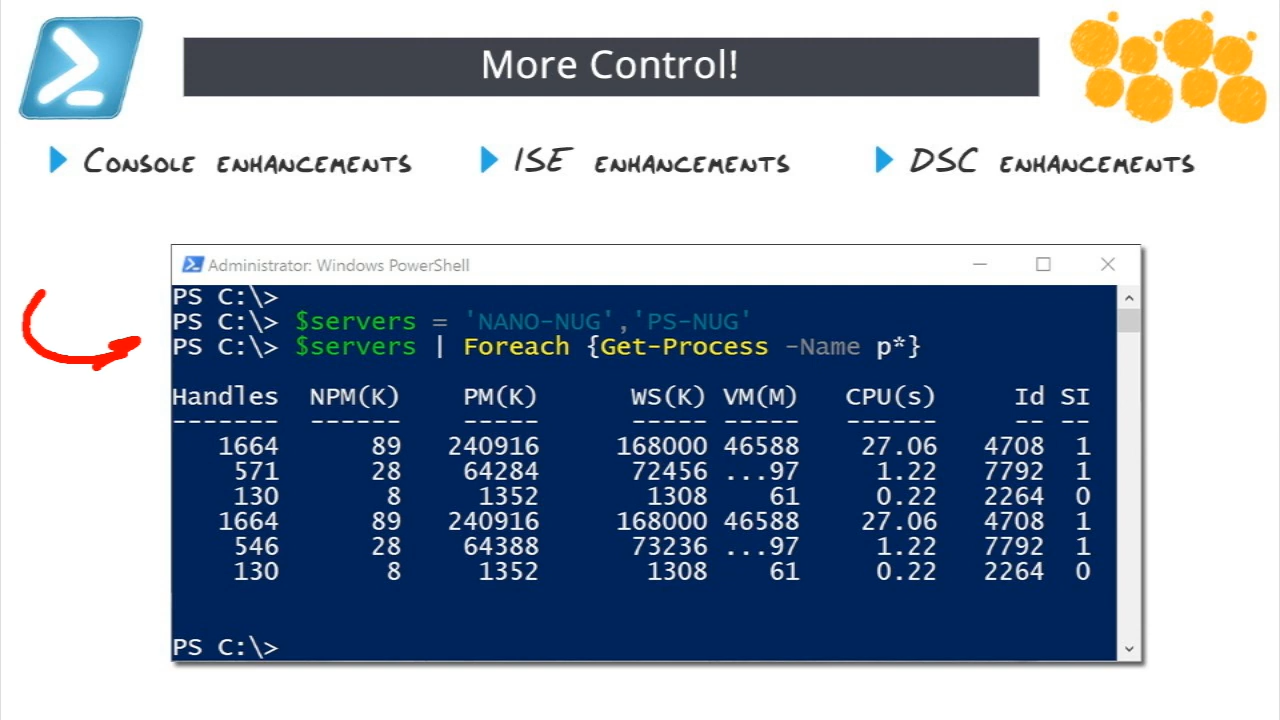 More Control!
Console enhancements ISE enhancements DSC enhancements
Administrator: Windows PowerShell
PS C:\>
PS C:\> $servers = 'NANO-NUG','PS-NUG'
PS C:\> $servers | Foreach {Get-Process -Name p*}
Handles NPM(K) PM(K) WS(K) VM(M) CPU(s) Id SI
------- ------ ----- ----- ----- ------ -- --
1664 89 240916 168000 46588 27.06 4708 1
571 28 64284 72456 ...97 1.22 7792 1
130 8 1352 1308 61 0.22 2264 0
1664 89 240916 168000 46588 27.06 4708 1
546 28 64388 73236 ...97 1.22 7792 1
130 8 1352 1308 61 0.22 2264 0
PS C:\>